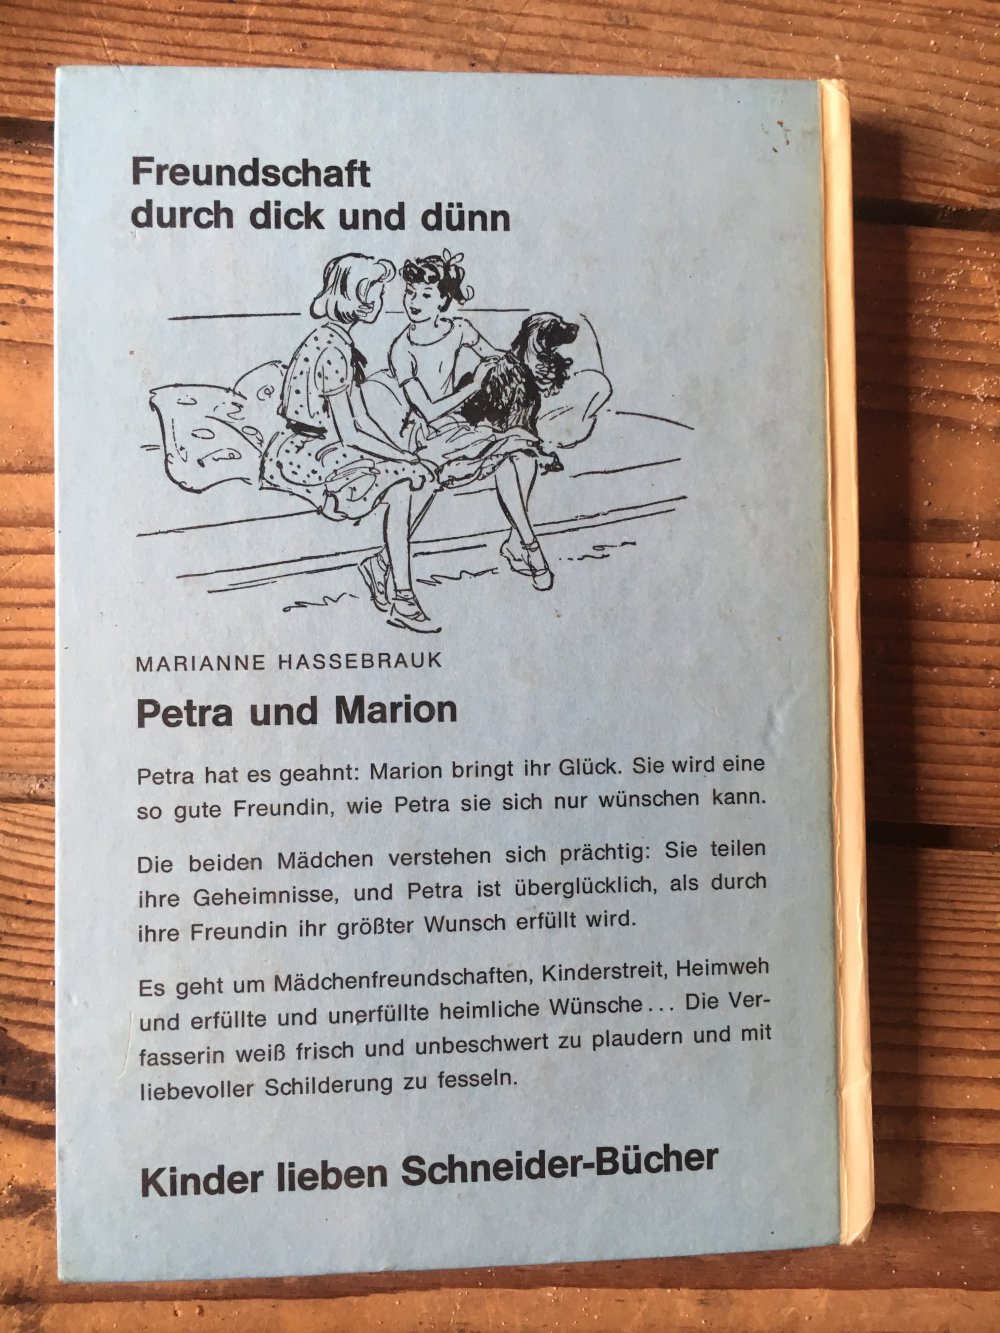 Freundschaft
durch dick und dünn
MARIANNE HASSEBRAUK
Petra und Marion
Petra hat es geahnt: Marion bringt ihr Glück. Sie wird eine
so gute Freundin, wie Petra sie sich nur wünschen kann.
Die beiden Mädchen verstehen sich prächtig: Sie teilen
ihre Geheimnisse, und Petra ist überglücklich, als durch
ihre Freundin ihr größter Wunsch erfüllt wird.
Es geht um Mädchenfreundschaften, Kinderstreit, Heimweh
und erfüllte und unerfüllte heimliche Wünsche... Die Ver-
fasserin weiß frisch und unbeschwert zu plaudern und mit
liebevoller Schilderung zu fesseln.
Kinder lieben Schneider-Bücher